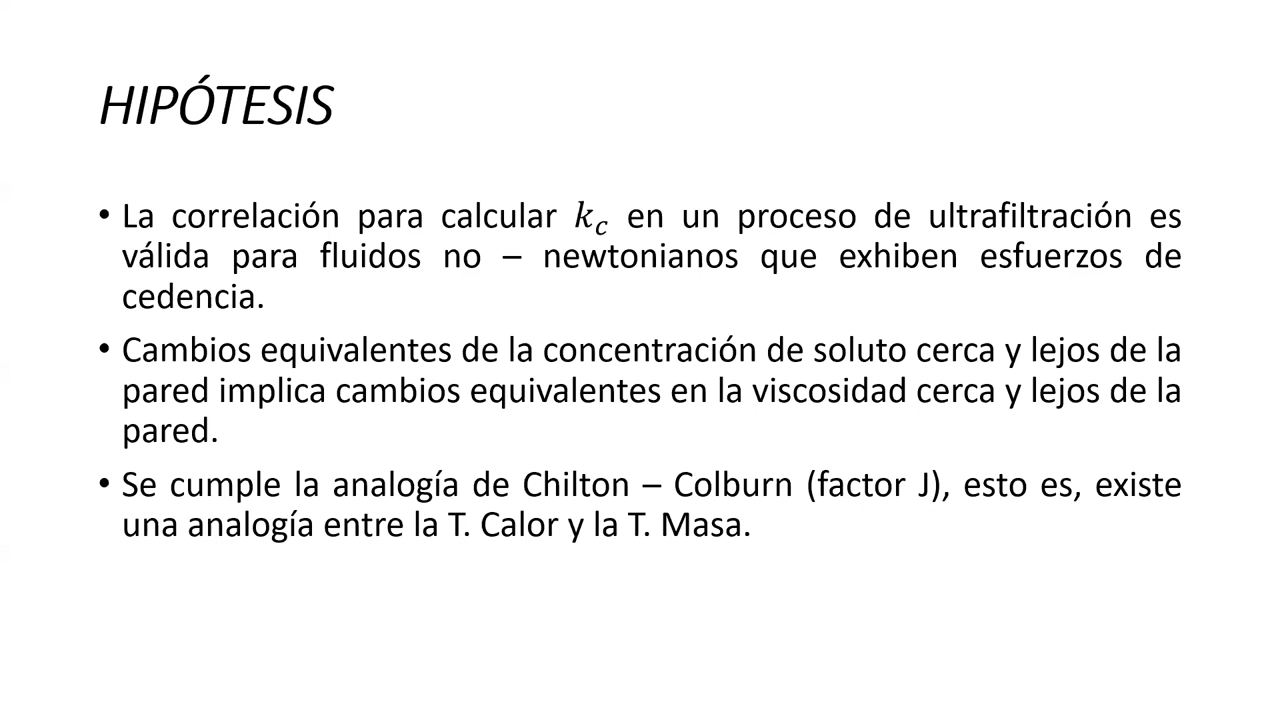 HIPÓTESIS
• La correlación para calcular k_c en un proceso de ultrafiltración es
válida para fluidos no – newtonianos que exhiben esfuerzos de
cedencia.
• Cambios equivalentes de la concentración de soluto cerca y lejos de la
pared implica cambios equivalentes en la viscosidad cerca y lejos de la
pared.
• Se cumple la analogía de Chilton – Colburn (factor J), esto es, existe
una analogía entre la T. Calor y la T. Masa.